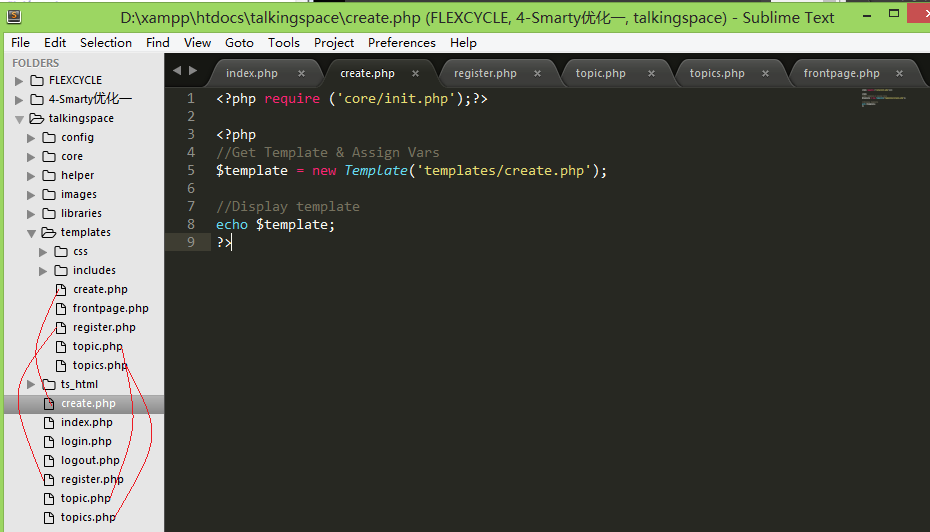 D:\xampp\htdocs\talkingspace\create.php (FLEXCYCLE, 4-Smarty优化一, talkingspace) - Sublime Text
File Edit Selection Find View Goto Tools Project Preferences Help
FOLDERS
FLEXCYCLE
4-Smarty优化一
talkingspace
config
core
helper
images
libraries
templates
css
includes
create.php
frontpage.php
register.php
topic.php
topics.php
ts_html
create.php
index.php
login.php
logout.php
register.php
topic.php
topics.php
index.php × create.php × register.php × topic.php × topics.php × frontpage.php ×
1 <?php require ('core/init.php');?>
2
3 <?php
4 //Get Template & Assign Vars
5 $template = new Template('templates/create.php');
6
7 //Display template
8 echo $template;
9 ?>